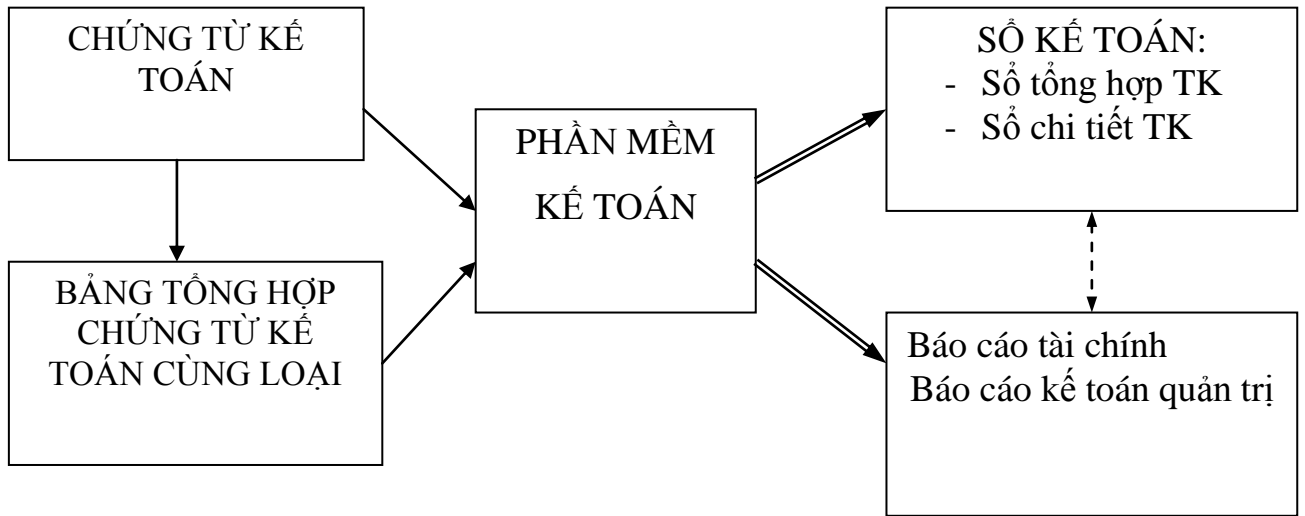 CHỨNG TỪ KẾ
TOÁN
BẢNG TỔNG HỢP
CHỨNG TỪ KẾ
TOÁN CÙNG LOẠI
PHẦN MỀM
KẾ TOÁN
SỔ KẾ TOÁN:
- Sổ tổng hợp TK
- Sổ chi tiết TK
Báo cáo tài chính
Báo cáo kế toán quản trị